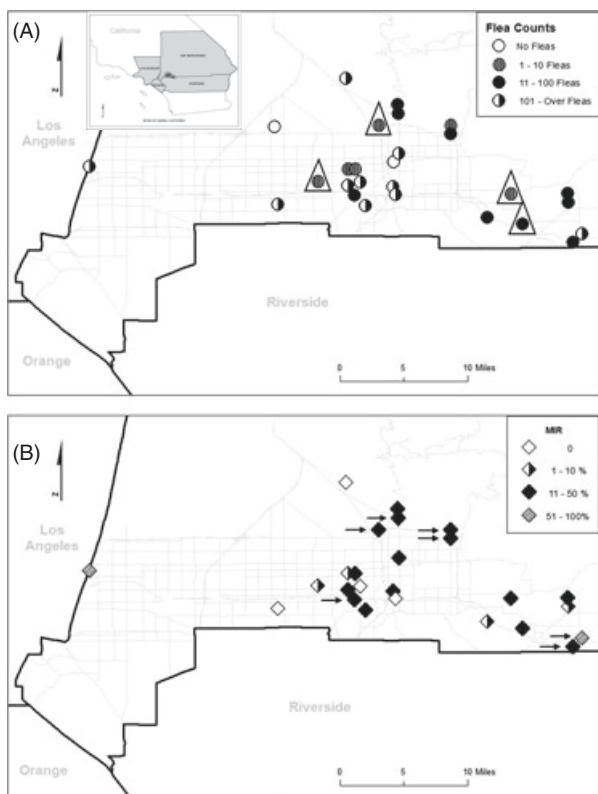 (A)
California
Flea Counts
No Fleas
1 - 10 Fleas
11 - 100 Fleas
101 - Over Fleas
N
Los
Angeles
Riverside
Orange
0 5 10 Miles
(B)
MIR
0
1 - 10 %
11 - 50 %
51 - 100%
N
Los
Angeles
Riverside
Orange
0 5 10 Miles